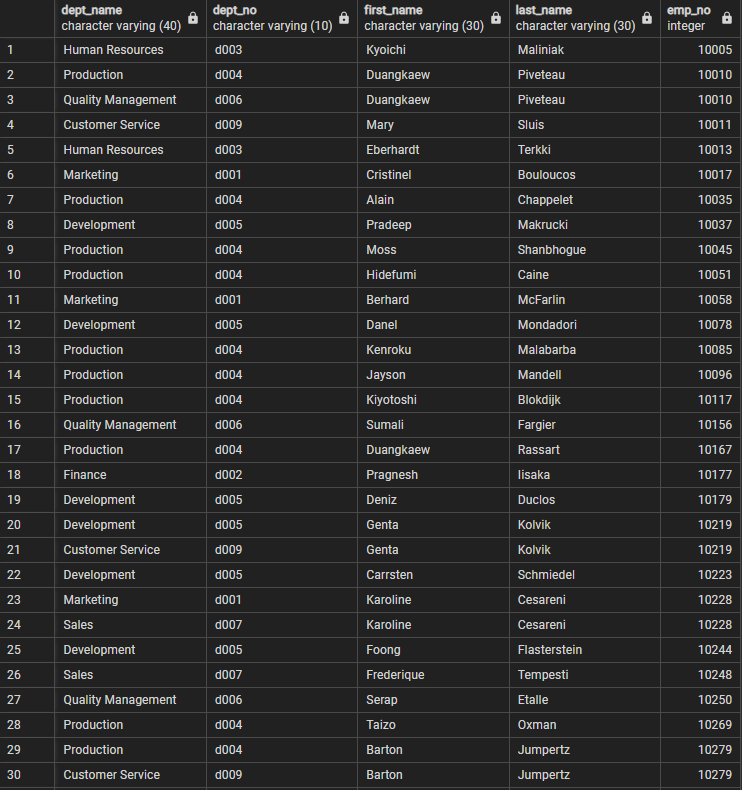 dept_name dept_no first_name last_name emp_no
character varying (40) character varying (10) character varying (30) character varying (30) integer
1 Human Resources d003 Kyoichi Maliniak 10005
2 Production d004 Duangkaew Piveteau 10010
3 Quality Management d006 Duangkaew Piveteau 10010
4 Customer Service d009 Mary Sluis 10011
5 Human Resources d003 Eberhardt Terkki 10013
6 Marketing d001 Cristinel Bouloucos 10017
7 Production d004 Alain Chappelet 10035
8 Development d005 Pradeep Makrucki 10037
9 Production d004 Moss Shanbhogue 10045
10 Production d004 Hidefumi Caine 10051
11 Marketing d001 Berhard McFarlin 10058
12 Development d005 Danel Mondadori 10078
13 Production d004 Kenroku Malabarba 10085
14 Production d004 Jayson Mandell 10096
15 Production d004 Kiyotoshi Blokdijk 10117
16 Quality Management d006 Sumali Fargier 10156
17 Production d004 Duangkaew Rassart 10167
18 Finance d002 Pragnesh Iisaka 10177
19 Development d005 Deniz Duclos 10179
20 Development d005 Genta Kolvik 10219
21 Customer Service d009 Genta Kolvik 10219
22 Development d005 Carrsten Schmiedel 10223
23 Marketing d001 Karoline Cesareni 10228
24 Sales d007 Karoline Cesareni 10228
25 Development d005 Foong Flasterstein 10244
26 Sales d007 Frederique Tempesti 10248
27 Quality Management d006 Serap Etalle 10250
28 Production d004 Taizo Oxman 10269
29 Production d004 Barton Jumpertz 10279
30 Customer Service d009 Barton Jumpertz 10279